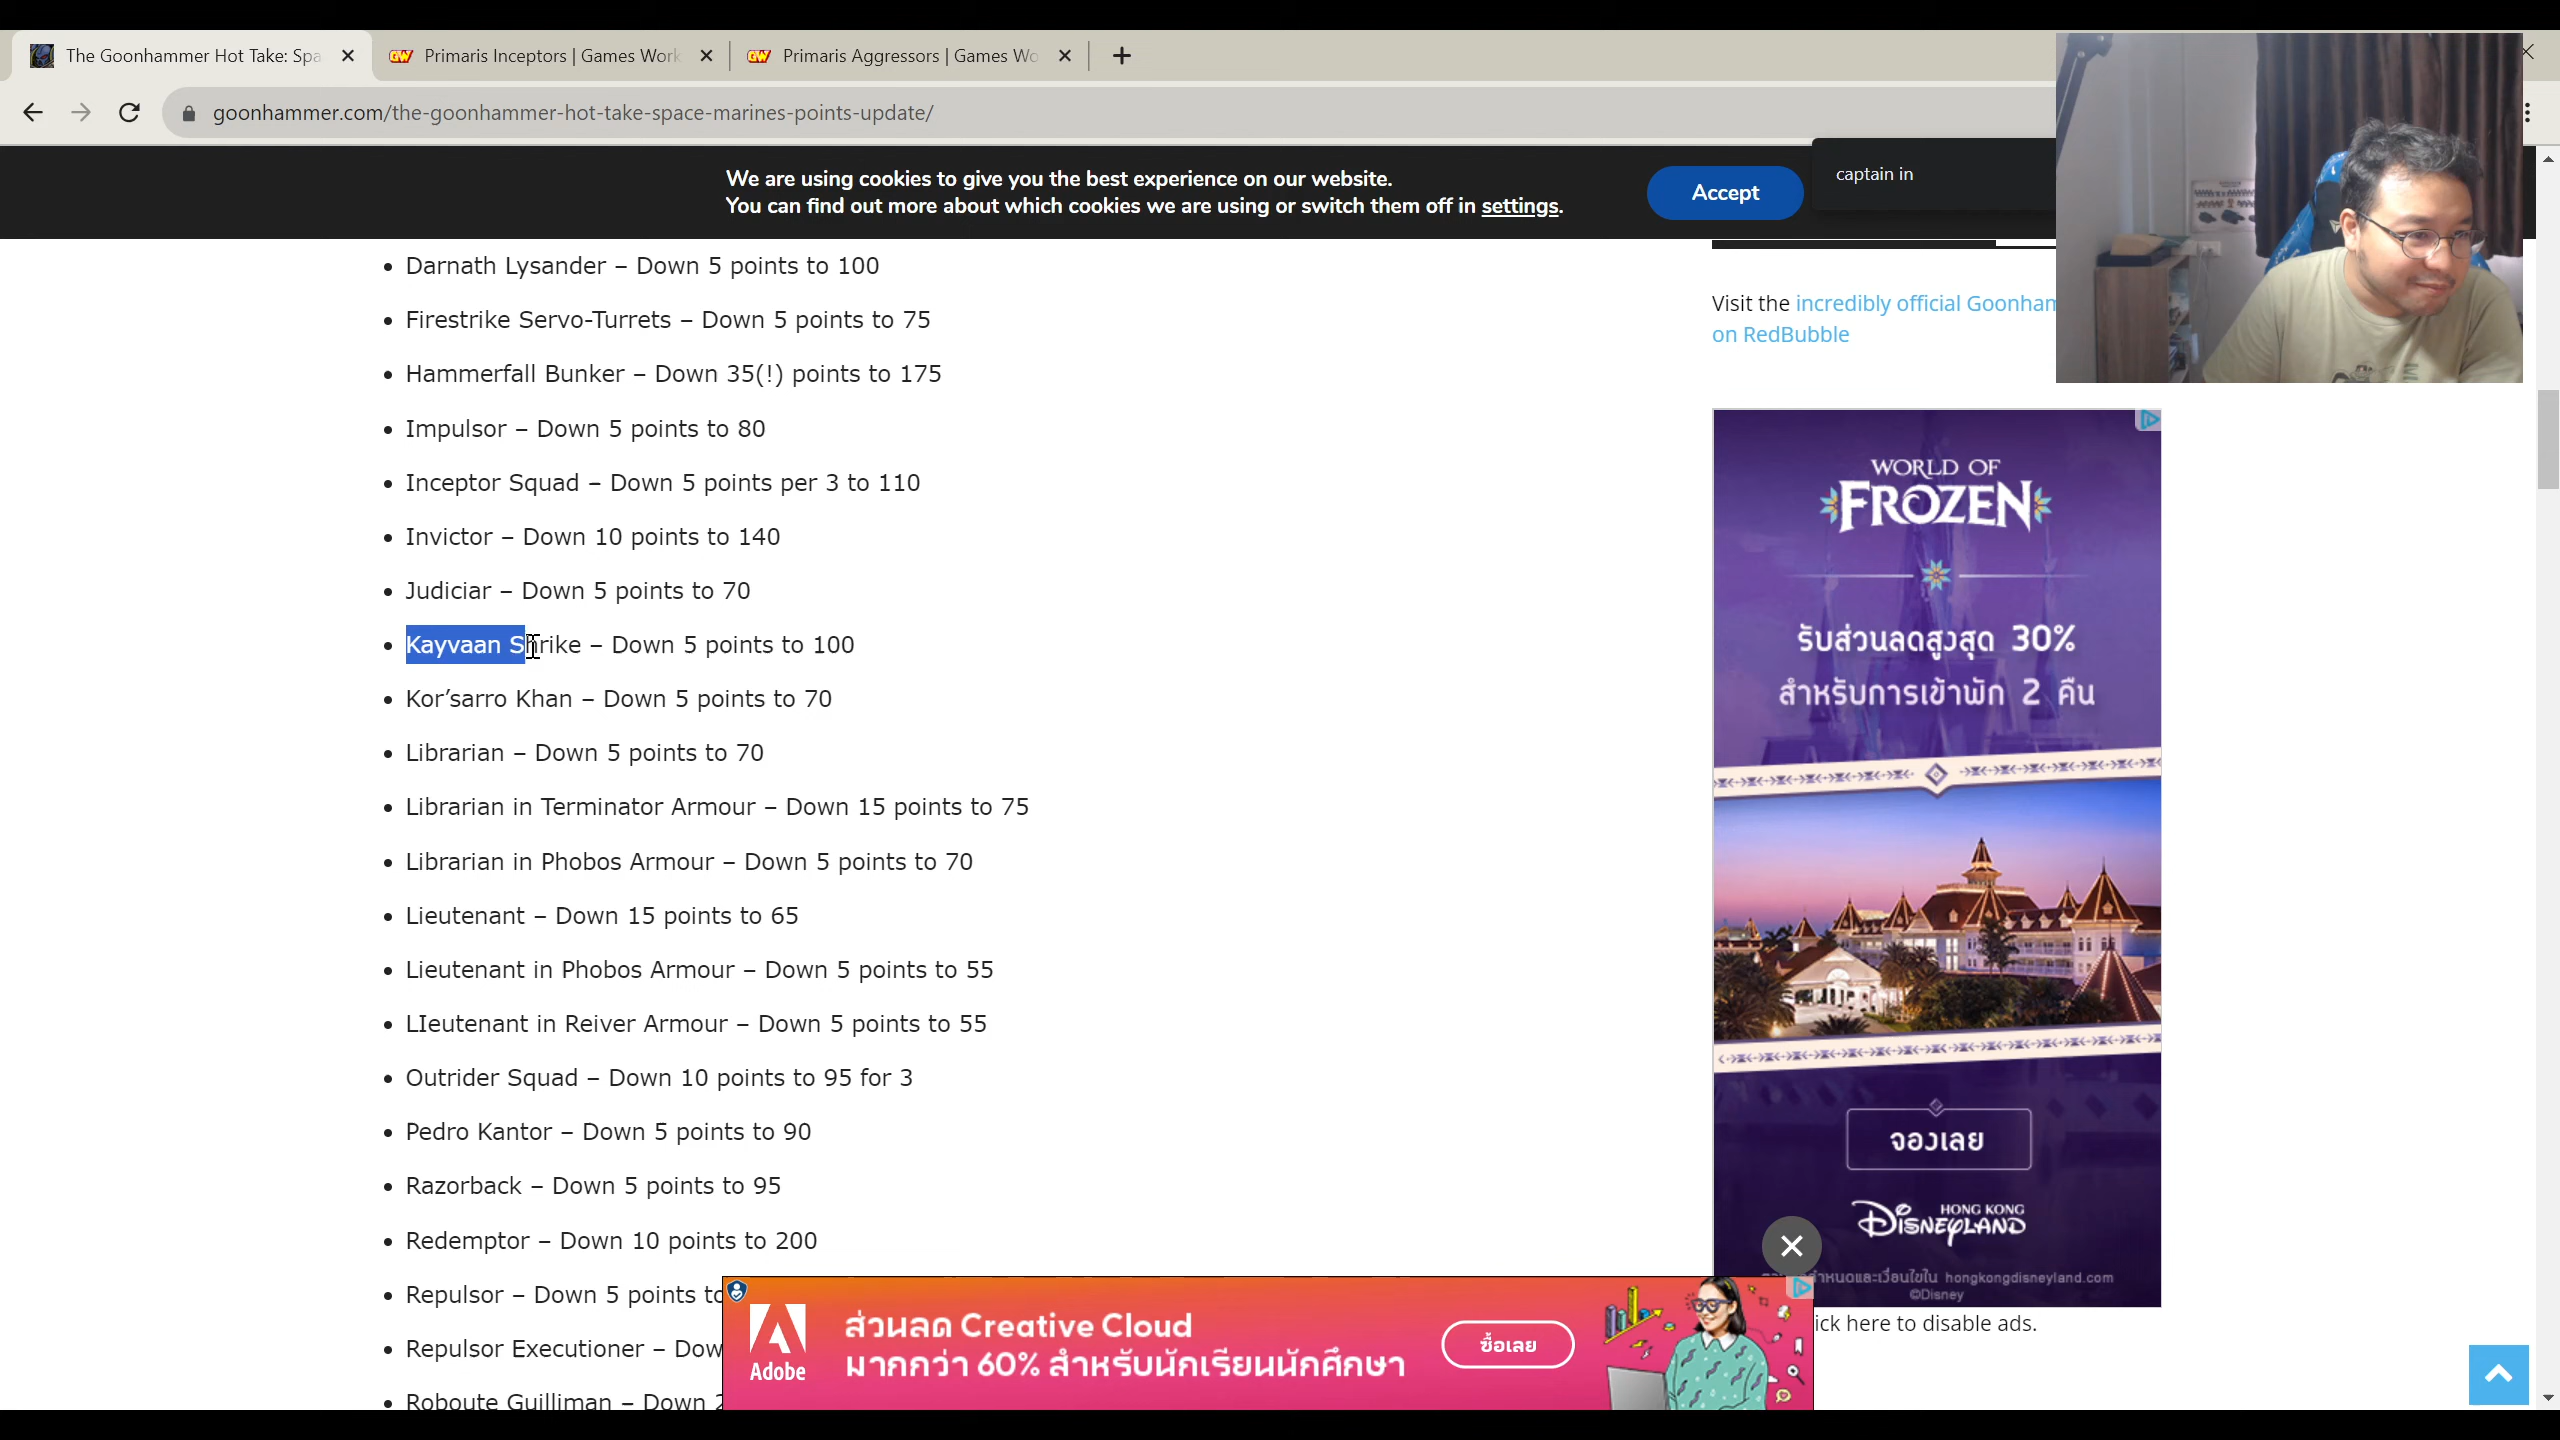 The Goonhammer Hot Take: Spa
Primaris Inceptors | Games Work
Primaris Aggressors | Games Wo
goonhammer.com/the-goonhammer-hot-take-space-marines-points-update/
We are using cookies to give you the best experience on our website.
You can find out more about which cookies we are using or switch them off in settings.
Accept
captain in
Darnath Lysander – Down 5 points to 100
Firestrike Servo-Turrets – Down 5 points to 75
Hammerfall Bunker – Down 35(!) points to 175
Impulsor – Down 5 points to 80
Inceptor Squad – Down 5 points per 3 to 110
Invictor – Down 10 points to 140
Judiciar – Down 5 points to 70
Kayvaan Shrike – Down 5 points to 100
Kor’sarro Khan – Down 5 points to 70
Librarian – Down 5 points to 70
Librarian in Terminator Armour – Down 15 points to 75
Librarian in Phobos Armour – Down 5 points to 70
Lieutenant – Down 15 points to 65
Lieutenant in Phobos Armour – Down 5 points to 55
LIeutenant in Reiver Armour – Down 5 points to 55
Outrider Squad – Down 10 points to 95 for 3
Pedro Kantor – Down 5 points to 90
Razorback – Down 5 points to 95
Redemptor – Down 10 points to 200
Repulsor – Down 5 points to
Repulsor Executioner – Dow
Roboute Guilliman – Down 2
Visit the incredibly official Goonham
on RedBubble
WORLD OF
FROZEN
รับส่วนลดสูงสุด 30%
สำหรับการเข้าพัก 2 คืน
จองเลย
HONG KONG
DISNEYLAND
hongkongdisneyland.com
©Disney
ick here to disable ads.
Adobe
ส่วนลด Creative Cloud
มากกว่า 60% สำหรับนักเรียนนักศึกษา
ซื้อเลย